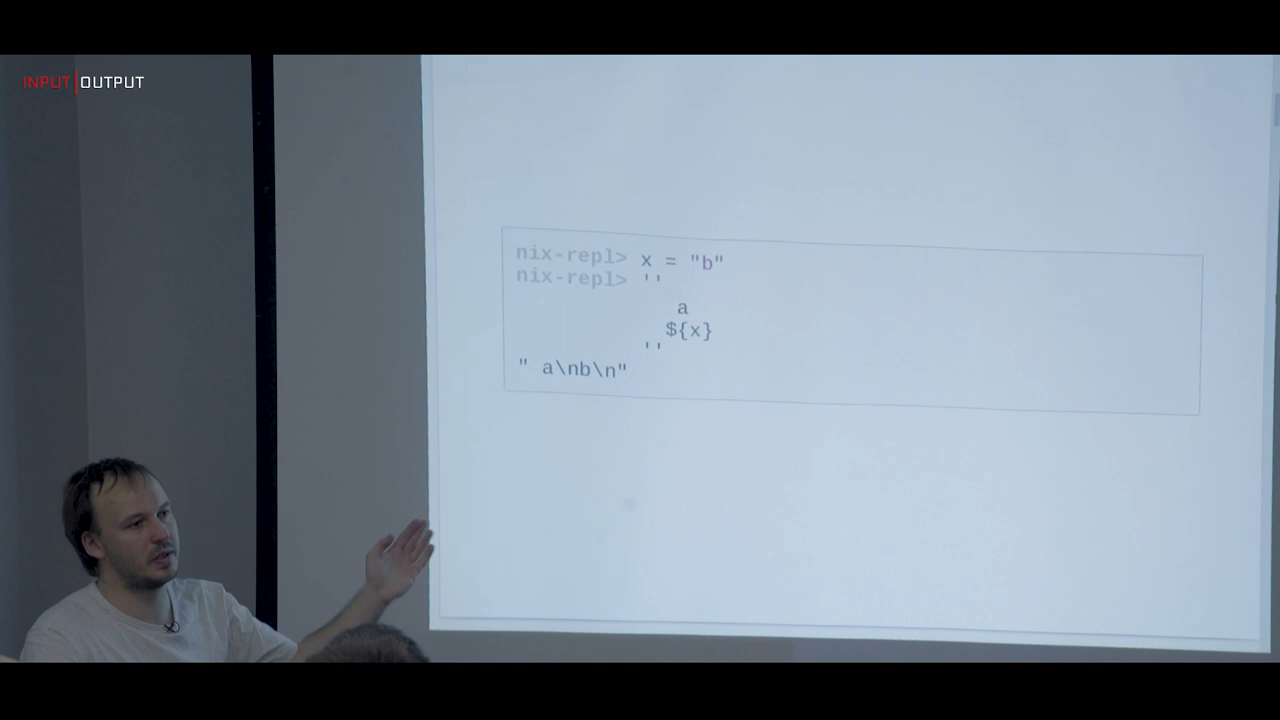 INPUT|OUTPUT
nix-repl> x = "b"
nix-repl> ''
a
${x}
''
" a\nb\n"